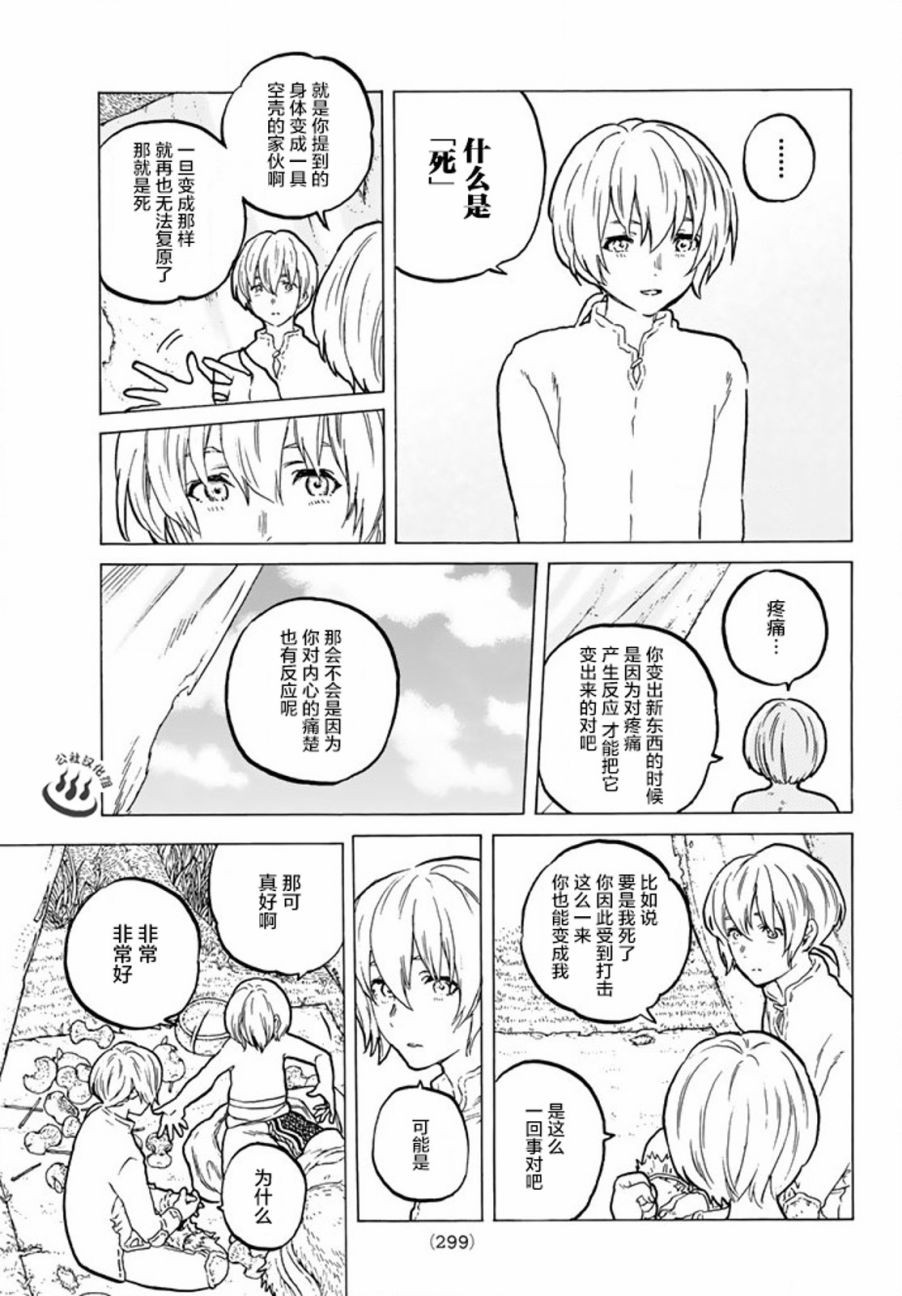 ……
什么是
「死」
就是你提到的
身体变成一具
空壳的家伙啊
一旦变成那样
就再也无法复原了
那就是死
疼痛…
你变出新东西的时候
是因为对疼痛
产生反应 才能把它
变出来的对吧
那会不会是因为
你对内心的痛楚
也有反应呢
公社汉化组
比如说
要是我死了
你因此受到打击
这么一来
你也能变成我
是这么
一回事对吧
可能是
那可
真好啊
非常
非常好
为什么
(299)